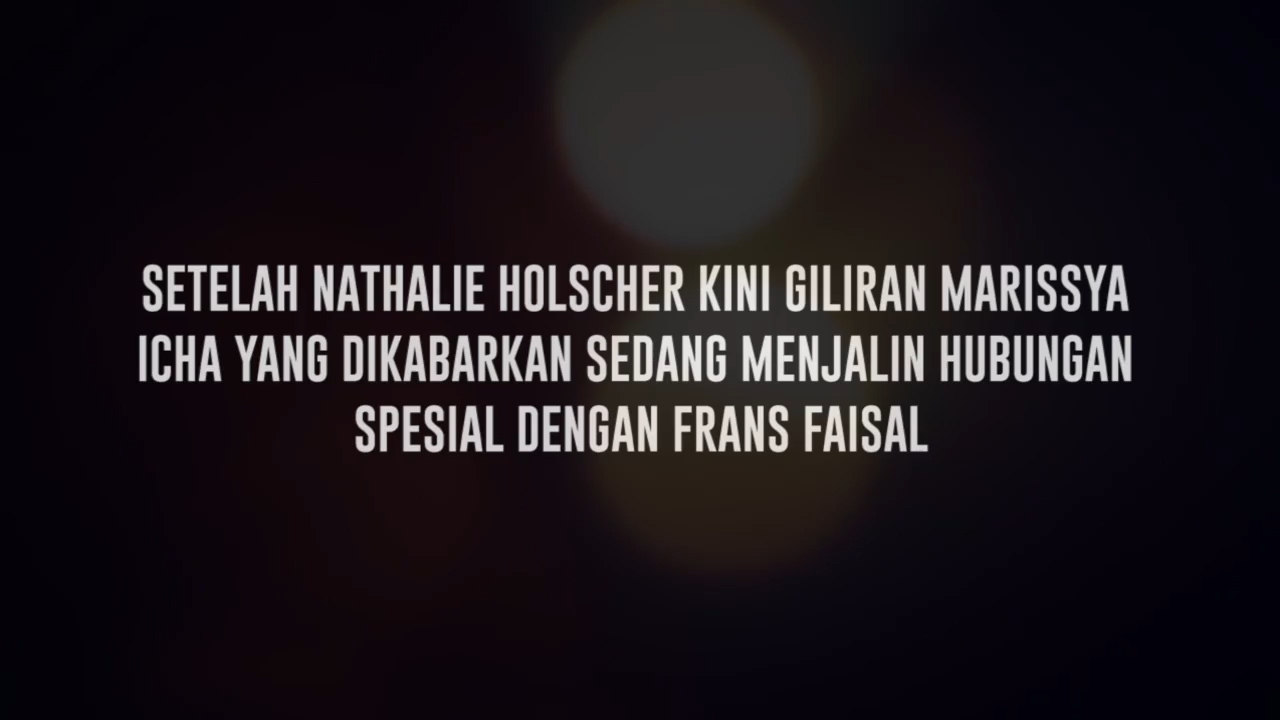 SETELAH NATHALIE HOLSCHER KINI GILIRAN MARISSYA
ICHA YANG DIKABARKAN SEDANG MENJALIN HUBUNGAN
SPESIAL DENGAN FRANS FAISAL